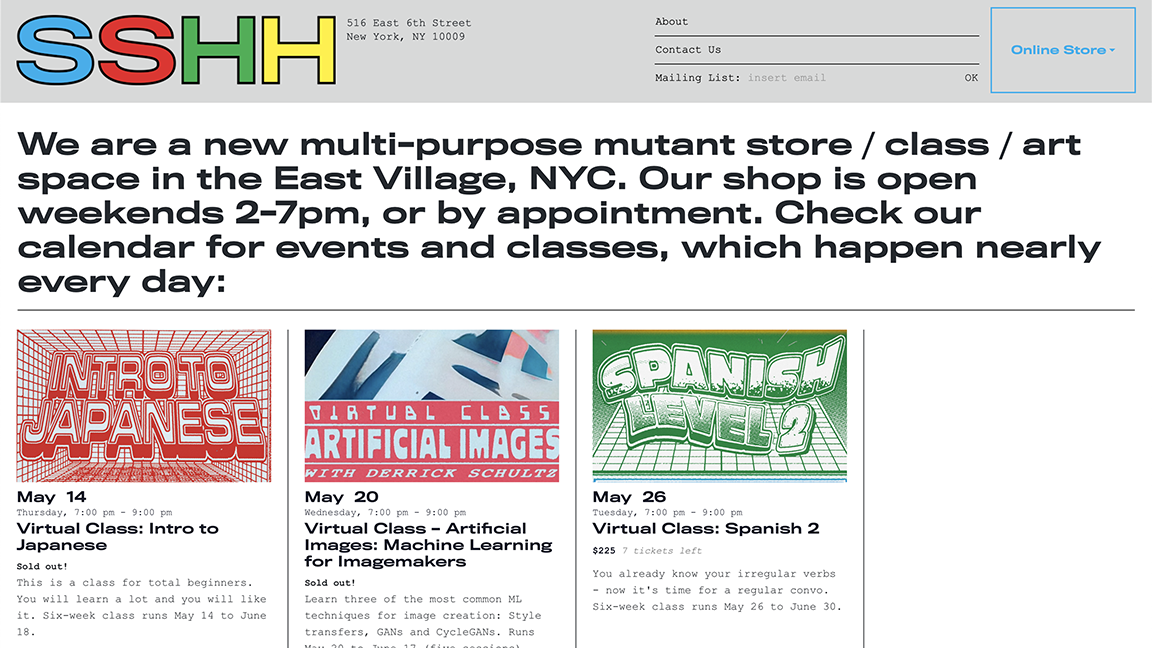 SSHH
516 East 6th Street
New York, NY 10009
About
Contact Us
Mailing List: insert email OK
Online Store
We are a new multi-purpose mutant store / class / art
space in the East Village, NYC. Our shop is open
weekends 2-7pm, or by appointment. Check our
calendar for events and classes, which happen nearly
every day:
INTRO TO
JAPANESE
May 14
Thursday, 7:00 pm - 9:00 pm
Virtual Class: Intro to
Japanese
Sold out!
This is a class for total beginners.
You will learn a lot and you will like
it. Six-week class runs May 14 to June
18.
VIRTUAL CLASS
ARTIFICIAL IMAGES
WITH DERRICK SCHULTZ
May 20
Wednesday, 7:00 pm - 9:00 pm
Virtual Class – Artificial
Images: Machine Learning
for Imagemakers
Sold out!
Learn three of the most common ML
techniques for image creation: Style
transfers, GANs and CycleGANs. Runs
May 20 to June 17 (five sessions)
SPANISH
LEVEL 2
May 26
Tuesday, 7:00 pm - 9:00 pm
Virtual Class: Spanish 2
$225 7 tickets left
You already know your irregular verbs
– now it's time for a regular convo.
Six-week class runs May 26 to June 30.